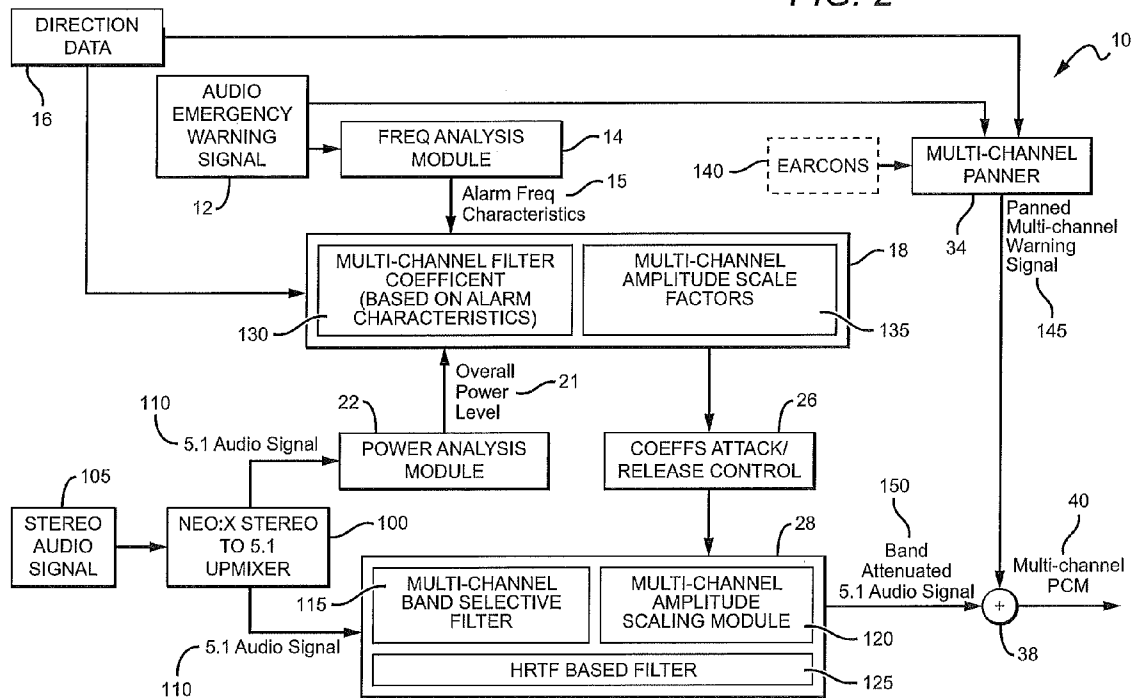 FIG. 2
DIRECTION
DATA
16
10
AUDIO
EMERGENCY
WARNING
SIGNAL
12
FREQ ANALYSIS
MODULE
14
140
EARCONS
MULTI-CHANNEL
PANNER
34
Alarm Freq
Characteristics
15
Panned
Multi-channel
Warning
Signal
145
18
MULTI-CHANNEL FILTER
COEFFICENT
(BASED ON ALARM
CHARACTERISTICS)
130
MULTI-CHANNEL
AMPLITUDE SCALE
FACTORS
135
Overall
Power
Level
21
110
5.1 Audio Signal
22
POWER ANALYSIS
MODULE
26
COEFFS ATTACK/
RELEASE CONTROL
105
STEREO
AUDIO
SIGNAL
NEO:X STEREO
TO 5.1
UPMIXER
100
28
115
MULTI-CHANNEL
BAND SELECTIVE
FILTER
MULTI-CHANNEL
AMPLITUDE
SCALING MODULE
120
HRTF BASED FILTER
125
5.1 Audio Signal
110
150
Band
Attenuated
5.1 Audio Signal
+
38
40
Multi-channel
PCM